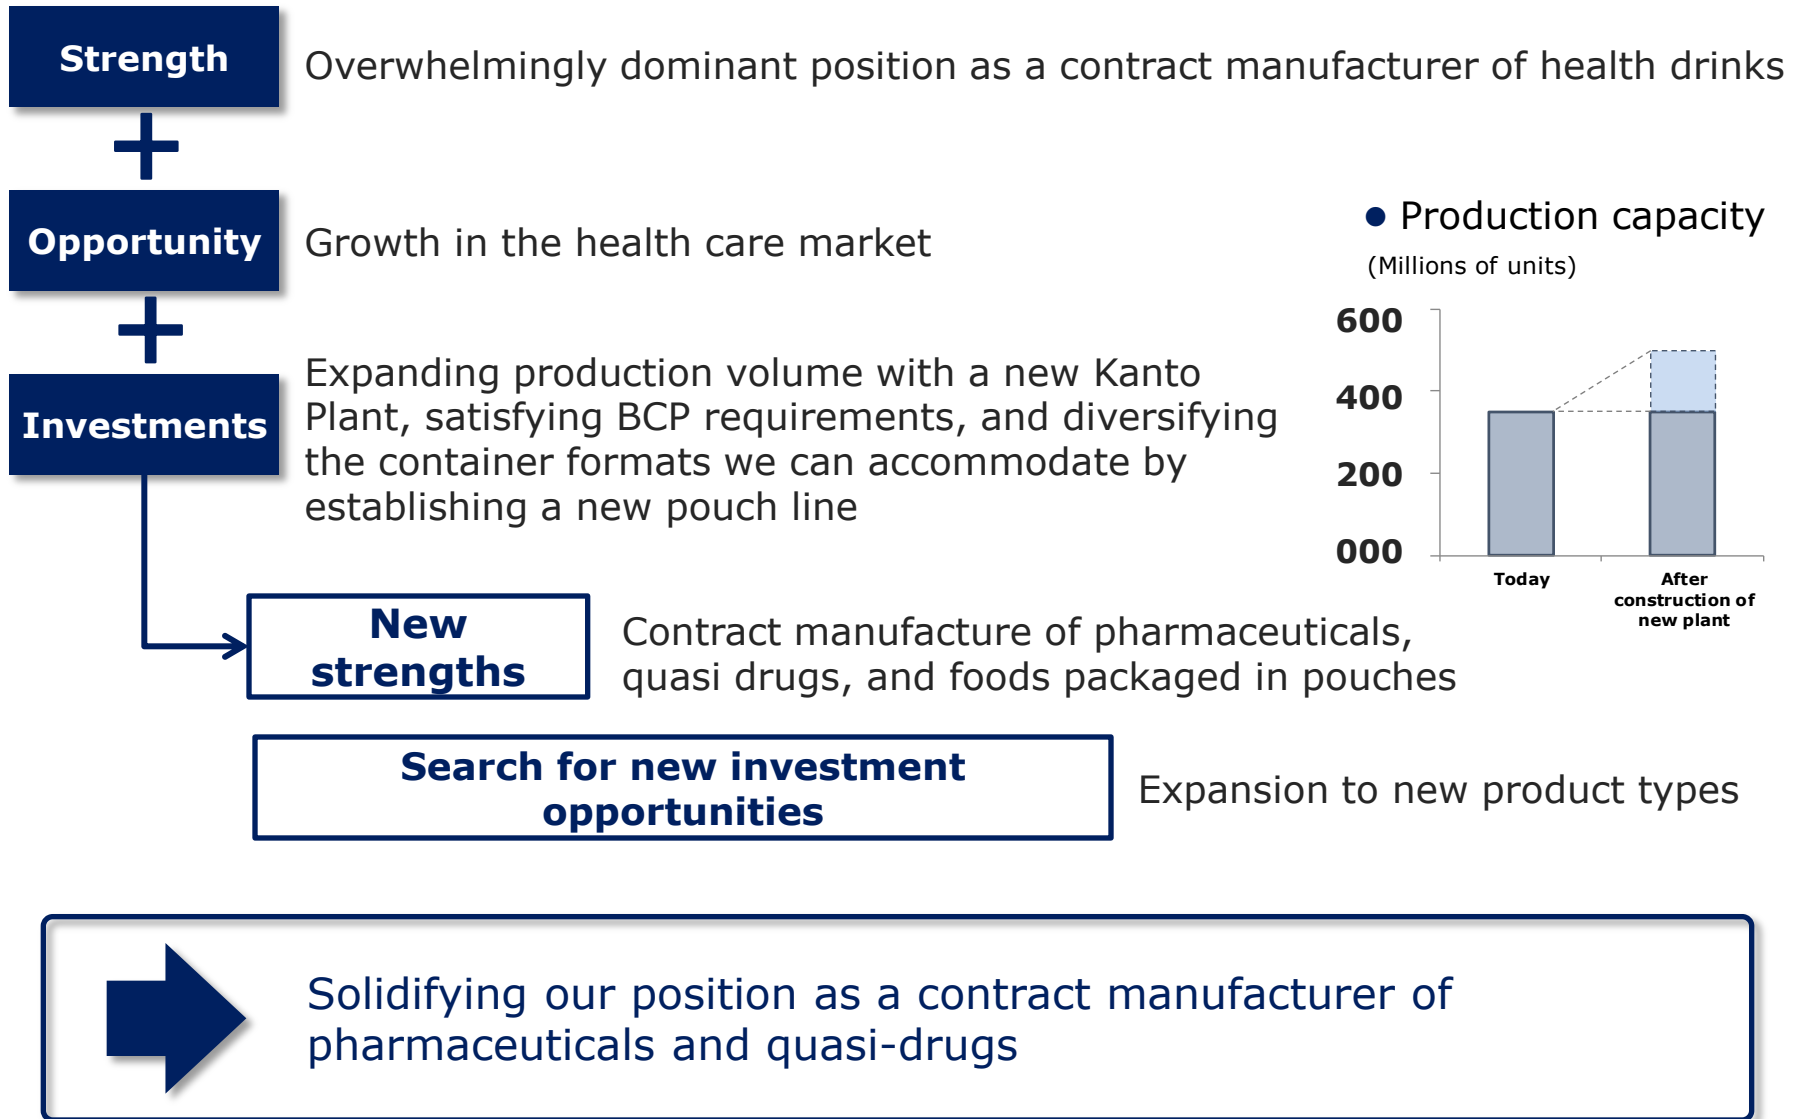 Strength
Overwhelmingly dominant position as a contract manufacturer of health drinks
Opportunity
Growth in the health care market
Investments
Expanding production volume with a new Kanto
Plant, satisfying BCP requirements, and diversifying
the container formats we can accommodate by
establishing a new pouch line
● Production capacity
(Millions of units)
600
400
200
000
Today
After
construction of
new plant
New
strengths
Contract manufacture of pharmaceuticals,
quasi drugs, and foods packaged in pouches
Search for new investment
opportunities
Expansion to new product types
Solidifying our position as a contract manufacturer of
pharmaceuticals and quasi-drugs